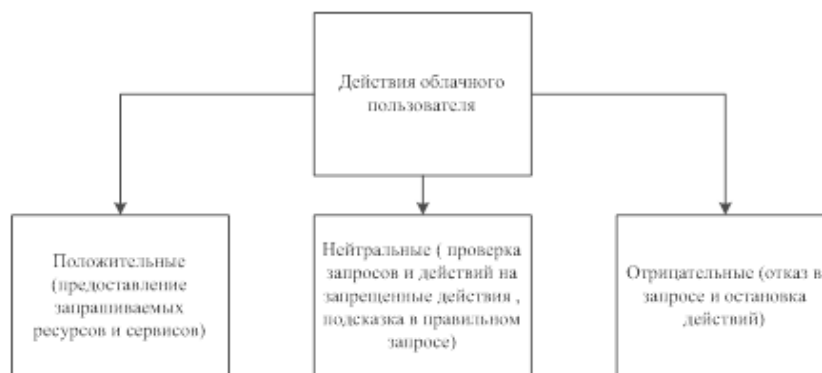 Действия облачного
пользователя
Положительные
(предоставление
запрашиваемых
ресурсов и сервисов)
Нейтральные ( проверка
запросов и действий на
запрещенные действия ,
подсказка в правильном
запросе)
Отрицательные (отказ в
запросе и остановка
действий)